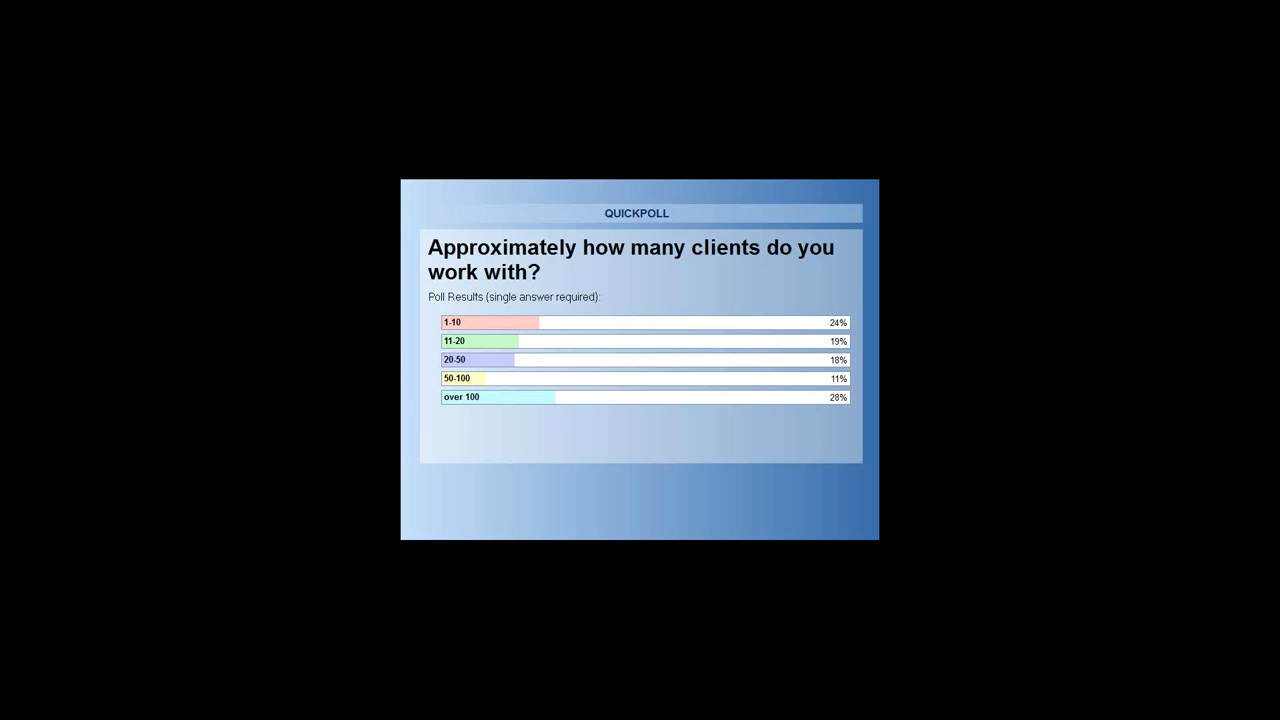 QUICKPOLL
Approximately how many clients do you
work with?
Poll Results (single answer required):
1-10 24%
11-20 19%
20-50 18%
50-100 11%
over 100 28%